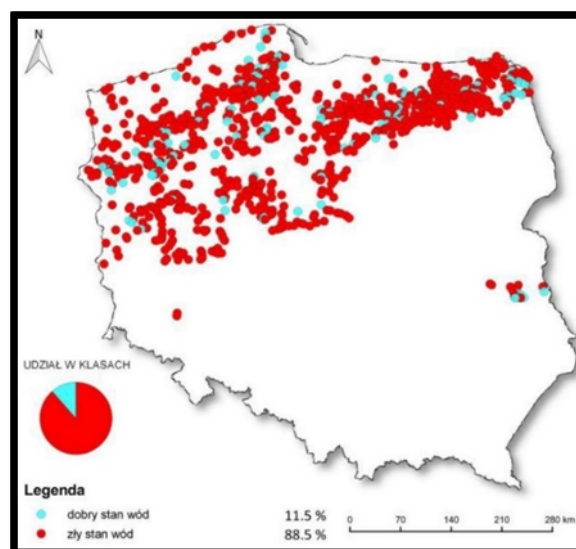 N
UDZIAŁ W KLASACH
Legenda
dobry stan wód 11.5 %
zły stan wód 88.5 %
0 70 140 210 280 km